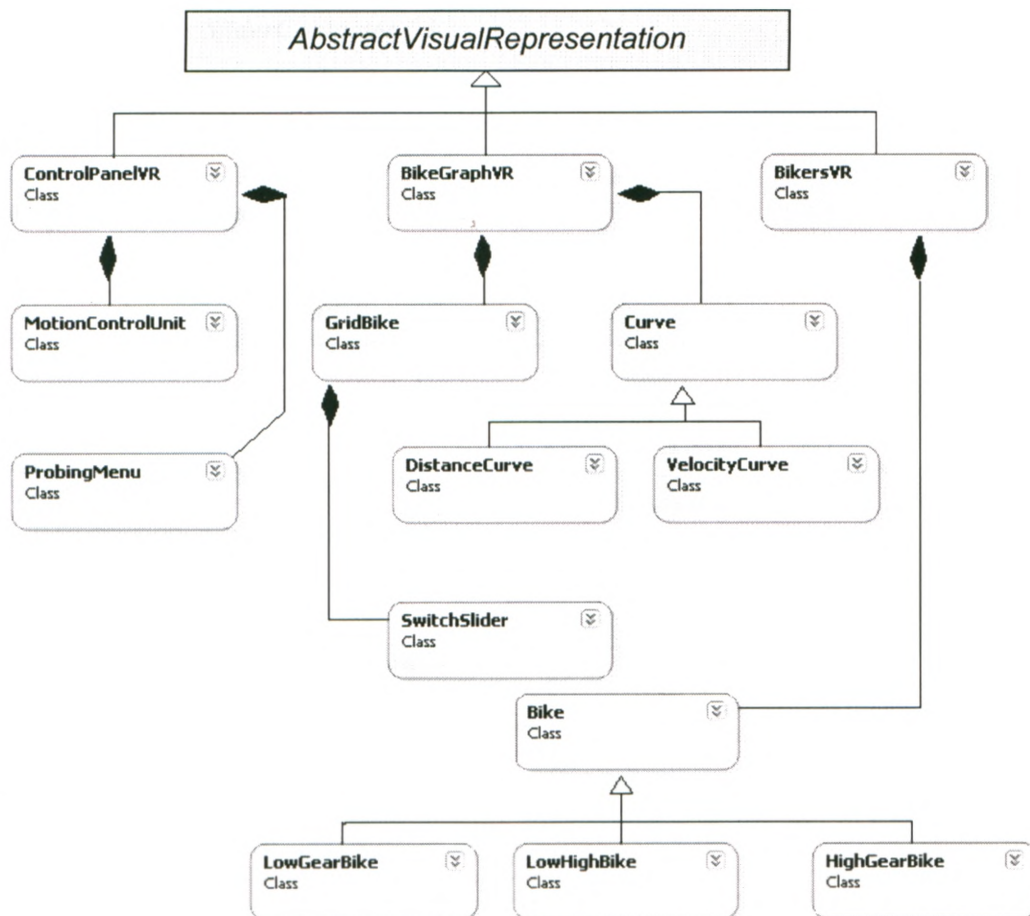 AbstractVisualRepresentation
ControlPanelVR
Class
BikeGraphVR
Class
BikersVR
Class
MotionControlUnit
Class
GridBike
Class
Curve
Class
ProbingMenu
Class
DistanceCurve
Class
VelocityCurve
Class
SwitchSlider
Class
Bike
Class
LowGearBike
Class
LowHighBike
Class
HighGearBike
Class